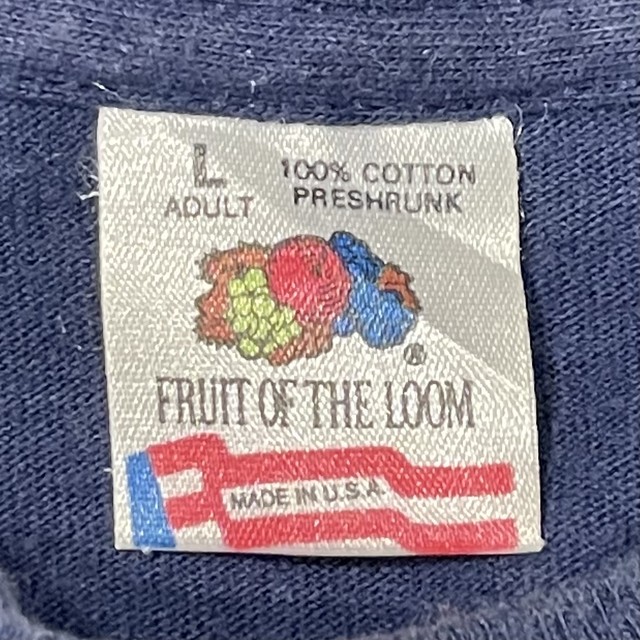 L
ADULT
100% COTTON
PRESHRUNK
®
FRUIT OF THE LOOM
MADE IN U.S.A.